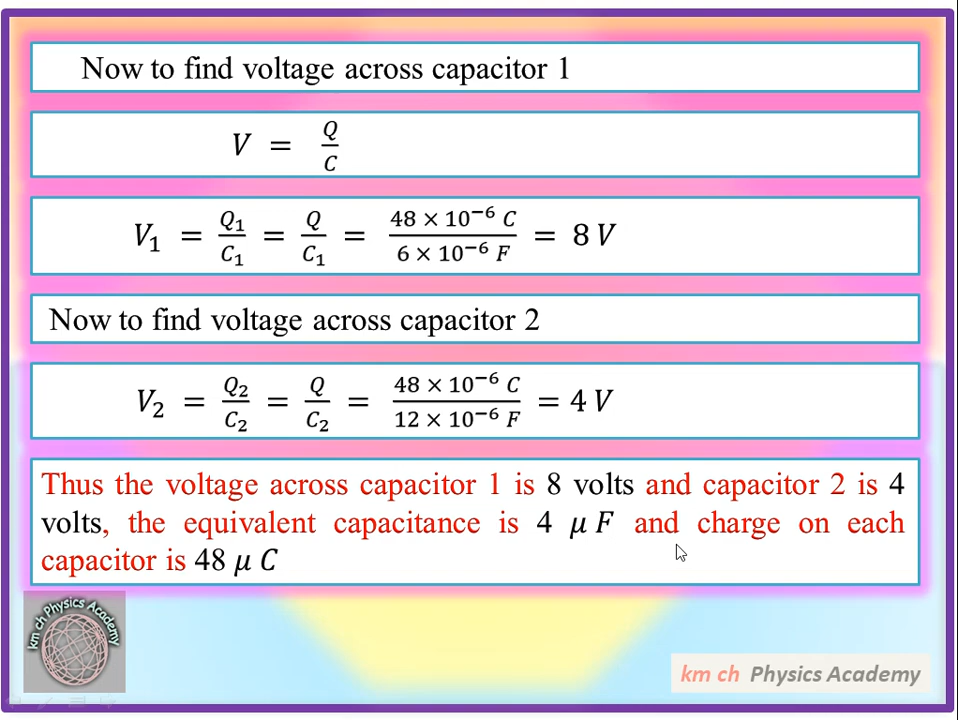 Now to find voltage across capacitor 1
V = Q/C
V₁ = Q₁/C₁ = Q/C₁ = 48 × 10⁻⁶ C / 6 × 10⁻⁶ F = 8 V
Now to find voltage across capacitor 2
V₂ = Q₂/C₂ = Q/C₂ = 48 × 10⁻⁶ C / 12 × 10⁻⁶ F = 4 V
Thus the voltage across capacitor 1 is 8 volts and capacitor 2 is 4
volts, the equivalent capacitance is 4 μ F and charge on each
capacitor is 48 μ C
km ch Physics Academy
km ch Physics Academy